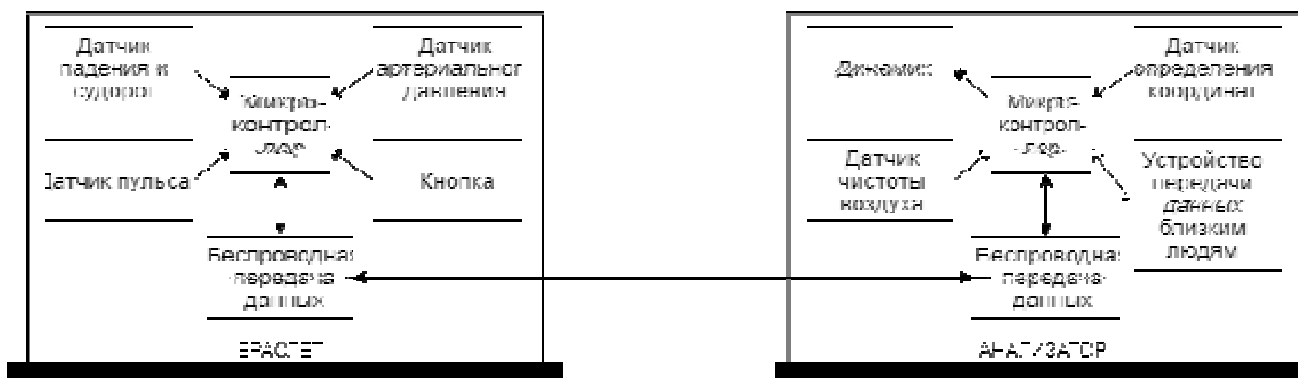 Датчик
падения и
судорог
Датчик
артериальног
давления
Микро-
контрол-
лер
Датчик пульса
Кнопка
Беспроводная
передача
данных
БРАСЛЕТ
Динамик
Датчик
определения
координат
Микро-
контрол-
лер
Датчик
чистоты
воздуха
Устройство
передачи
данных
близким
людям
Беспроводная
передача
данных
АНАЛИЗАТОР